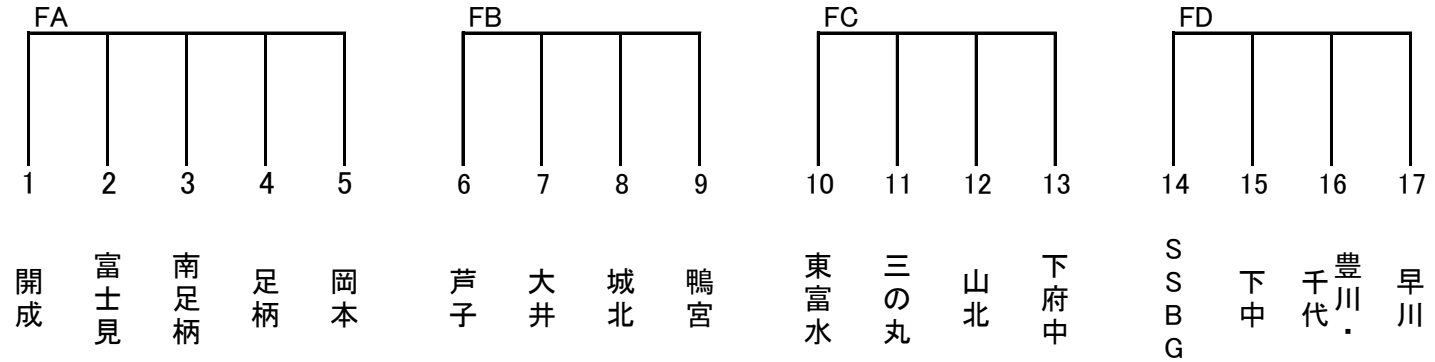 FA FB FC FD
1 2 3 4 5 6 7 8 9 10 11 12 13 14 15 16 17
開成
富士見
南足柄
足柄
岡本
芦子
大井
城北
鴨宮
東富水
三の丸
山北
下府中
SSBG
下中
豊川・
千代
早川